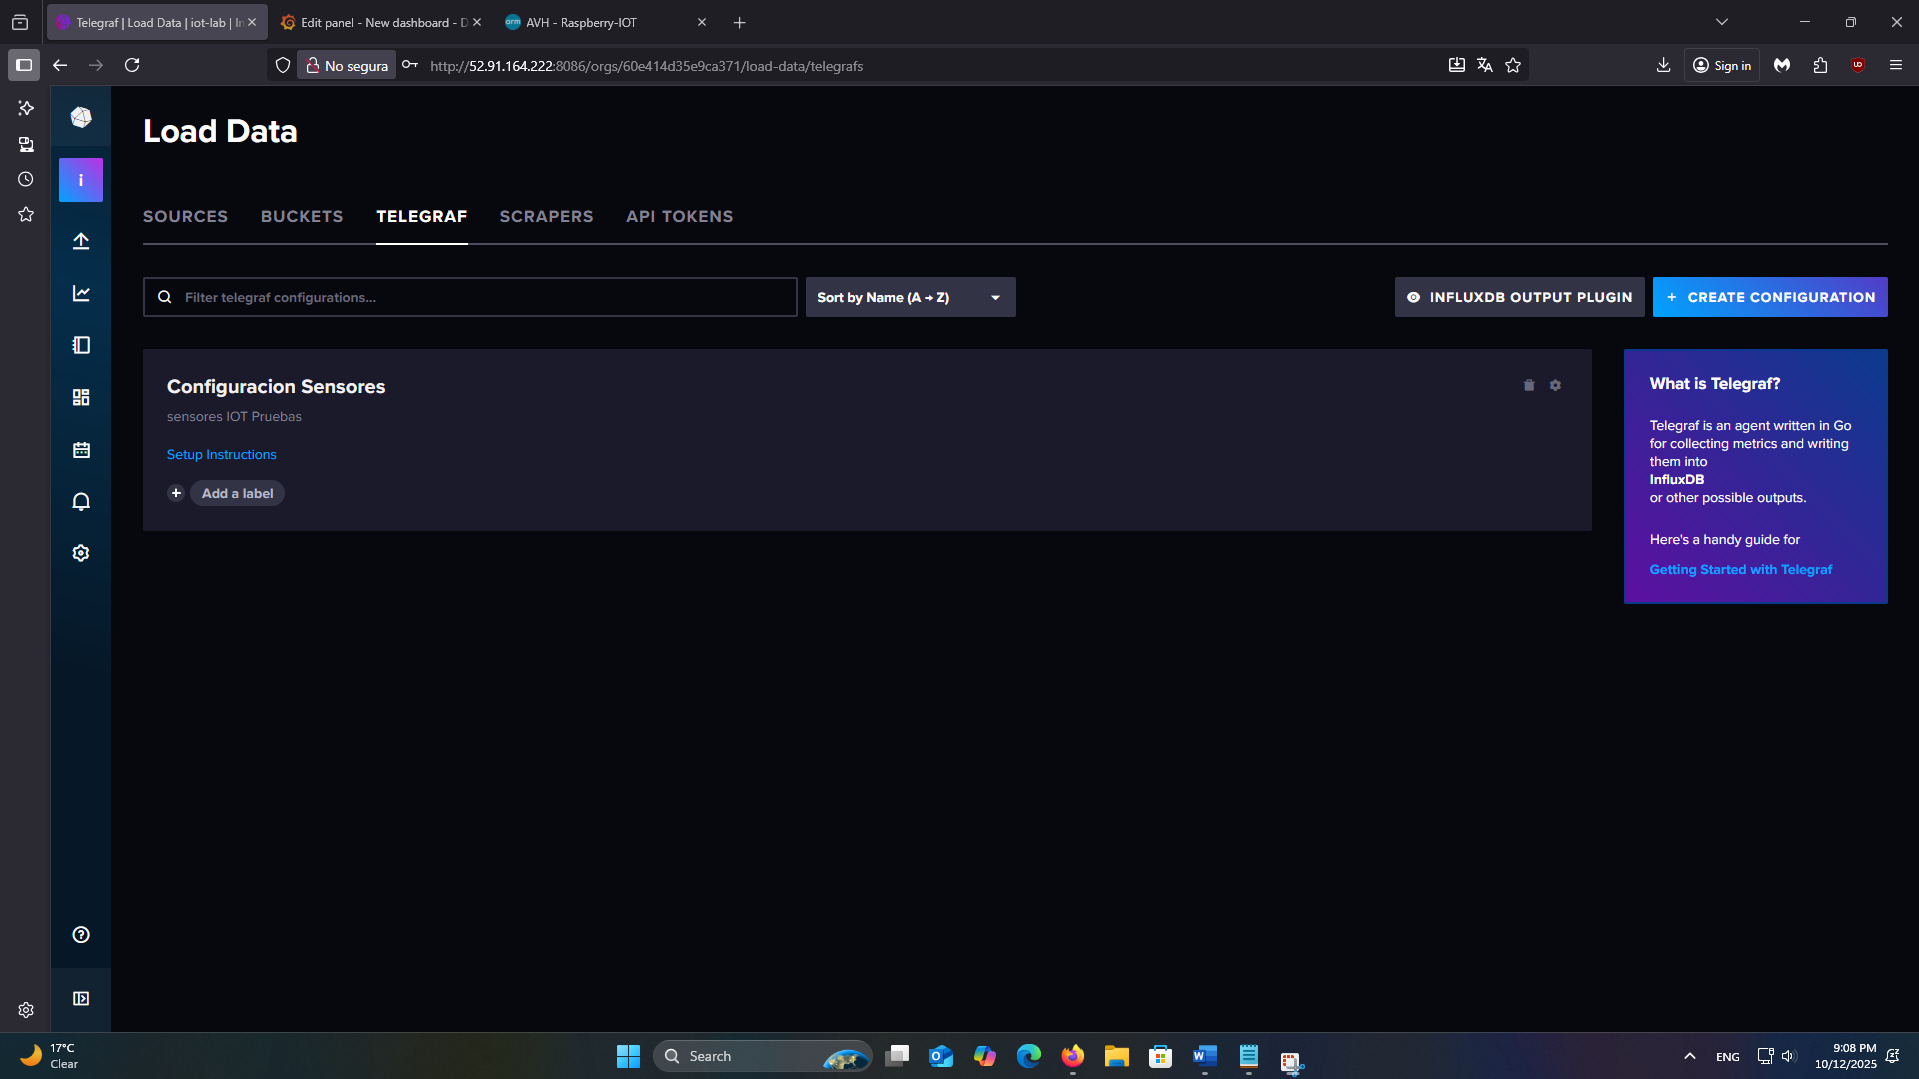 Telegraf | Load Data | iot-lab | In
Edit panel - New dashboard - D
arm AVH - Raspberry-IOT
No segura
http://52.91.164.222:8086/orgs/60e414d35e9ca371/load-data/telegrafs
Sign in
Load Data
i
SOURCES
BUCKETS
TELEGRAF
SCRAPERS
API TOKENS
Filter telegraf configurations...
Sort by Name (A → Z)
INFLUXDB OUTPUT PLUGIN
+ CREATE CONFIGURATION
Configuracion Sensores
sensores IOT Pruebas
Setup Instructions
Add a label
What is Telegraf?
Telegraf is an agent written in Go
for collecting metrics and writing
them into
InfluxDB
or other possible outputs.
Here's a handy guide for
Getting Started with Telegraf
17°C
Clear
Search
ENG
9:08 PM
10/12/2025